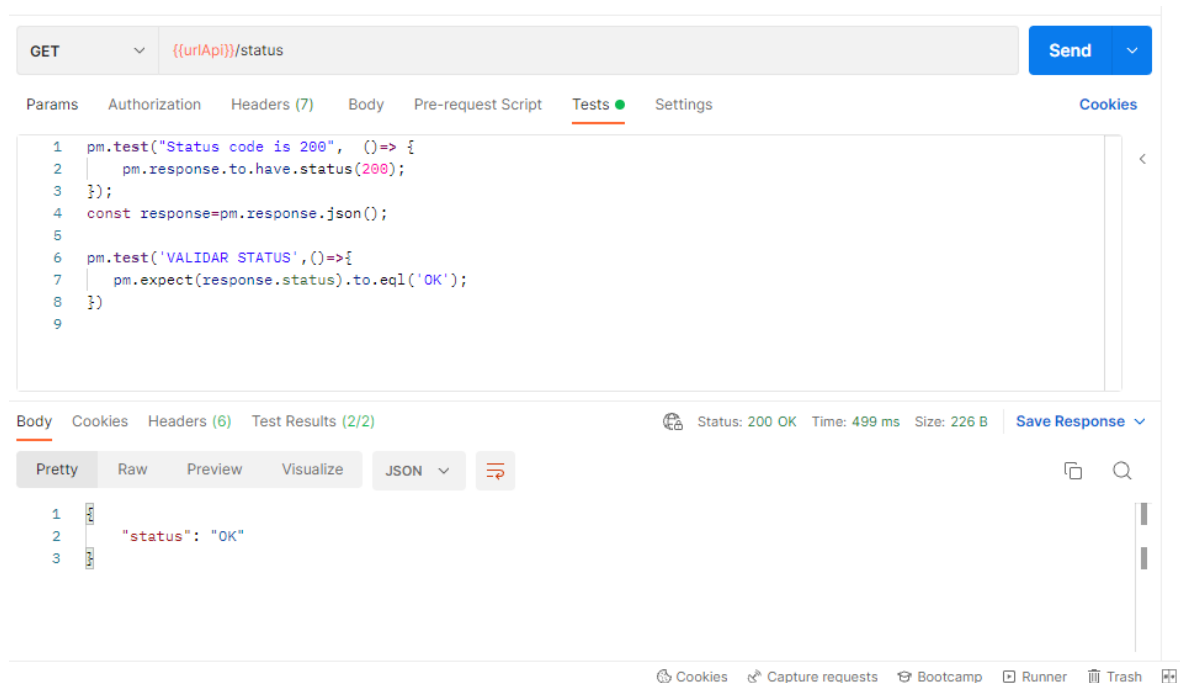 GET {{urlApi}}/status Send
Params Authorization Headers (7) Body Pre-request Script Tests Settings Cookies
1 pm.test("Status code is 200", ()=> {
2 pm.response.to.have.status(200);
3 });
4 const response=pm.response.json();
5
6 pm.test('VALIDAR STATUS',()=>{
7 pm.expect(response.status).to.eql('OK');
8 })
9
Body Cookies Headers (6) Test Results (2/2) Status: 200 OK Time: 499 ms Size: 226 B Save Response
Pretty Raw Preview Visualize JSON
1 {
2 "status": "OK"
3 }
Cookies Capture requests Bootcamp Runner Trash